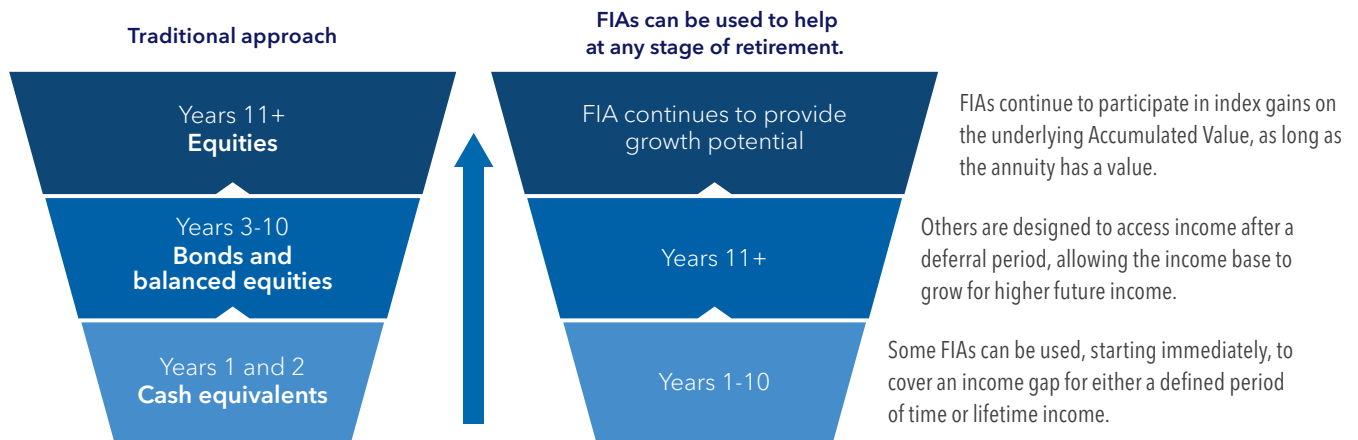 Traditional approach
Years 11+
Equities
Years 3-10
Bonds and
balanced equities
Years 1 and 2
Cash equivalents
FIAs can be used to help
at any stage of retirement.
FIA continues to provide
growth potential
Years 11+
Years 1-10
FIAs continue to participate in index gains on
the underlying Accumulated Value, as long as
the annuity has a value.
Others are designed to access income after a
deferral period, allowing the income base to
grow for higher future income.
Some FIAs can be used, starting immediately, to
cover an income gap for either a defined period
of time or lifetime income.